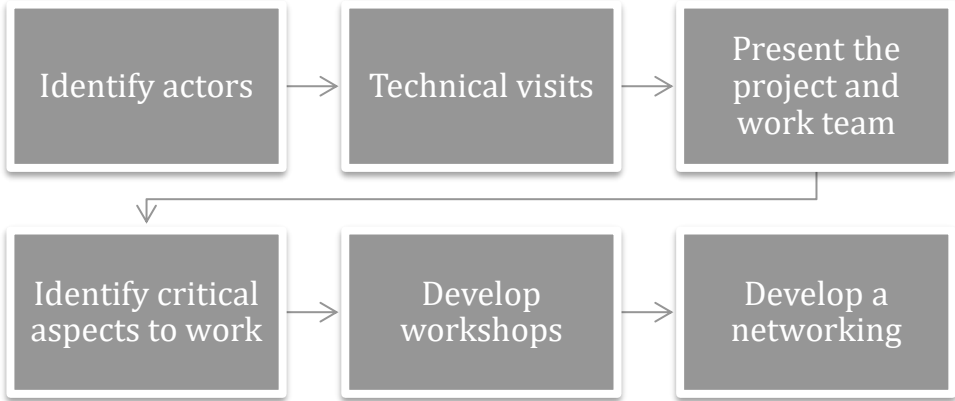 Identify actors
Technical visits
Present the
project and
work team
Identify critical
aspects to work
Develop
workshops
Develop a
networking